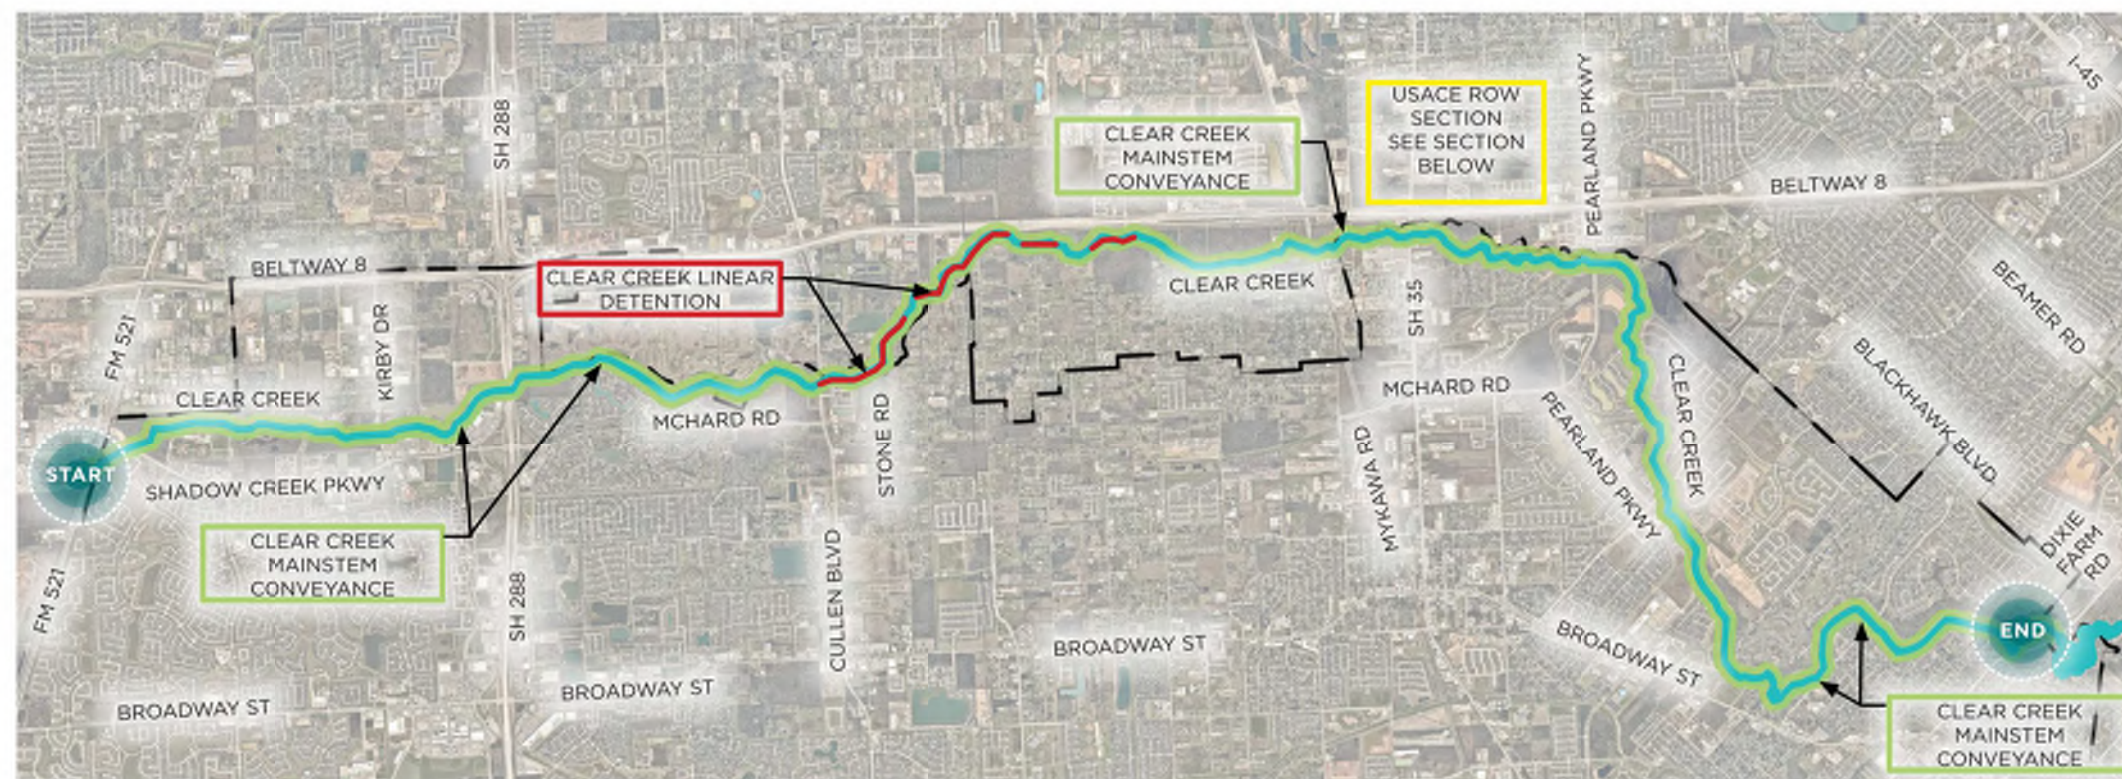 I-45
PEARLAND PKWY
USACE ROW
SECTION
SEE SECTION
BELOW
SH 288
CLEAR CREEK
MAINSTEM
CONVEYANCE
BELTWAY 8
BELTWAY 8
CLEAR CREEK LINEAR
DETENTION
CLEAR CREEK
SH 35
BEAMER RD
FM 521
KIRBY DR
CLEAR CREEK
MCHARD RD
MCHARD RD
STONE RD
CLEAR CREEK
BLACKHAWK BLVD
PEARLAND PKWY
MYKAWA RD
START
SHADOW CREEK PKWY
CLEAR CREEK
MAINSTEM
CONVEYANCE
DIXIE
FARM
RD
FM 521
SH 288
CULLEN BLVD
BROADWAY ST
BROADWAY ST
END
BROADWAY ST
BROADWAY ST
CLEAR CREEK
MAINSTEM
CONVEYANCE